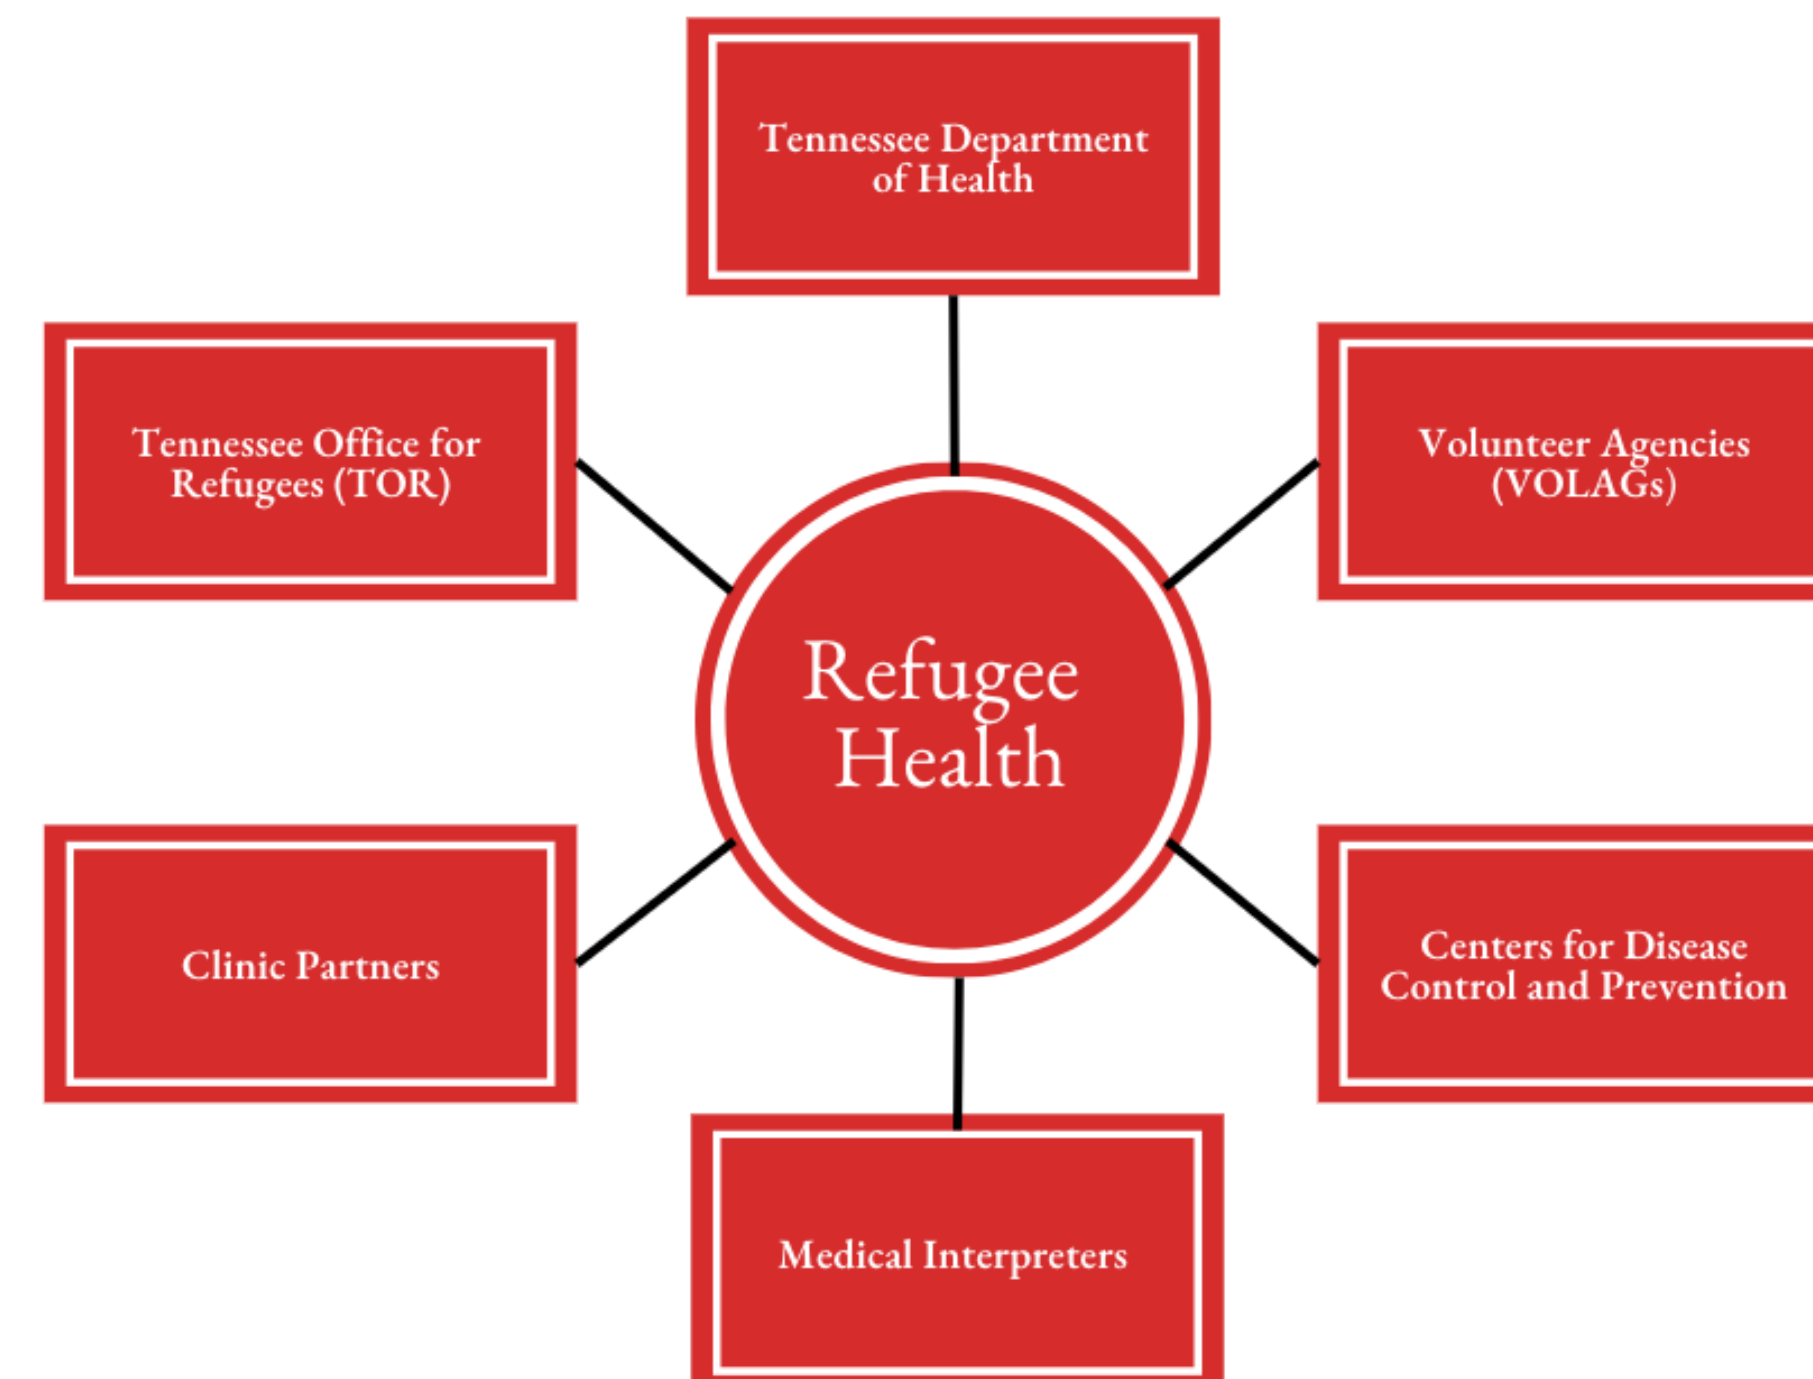 Tennessee Department
of Health
Tennessee Office for
Refugees (TOR)
Volunteer Agencies
(VOLAGs)
Refugee
Health
Clinic Partners
Centers for Disease
Control and Prevention
Medical Interpreters